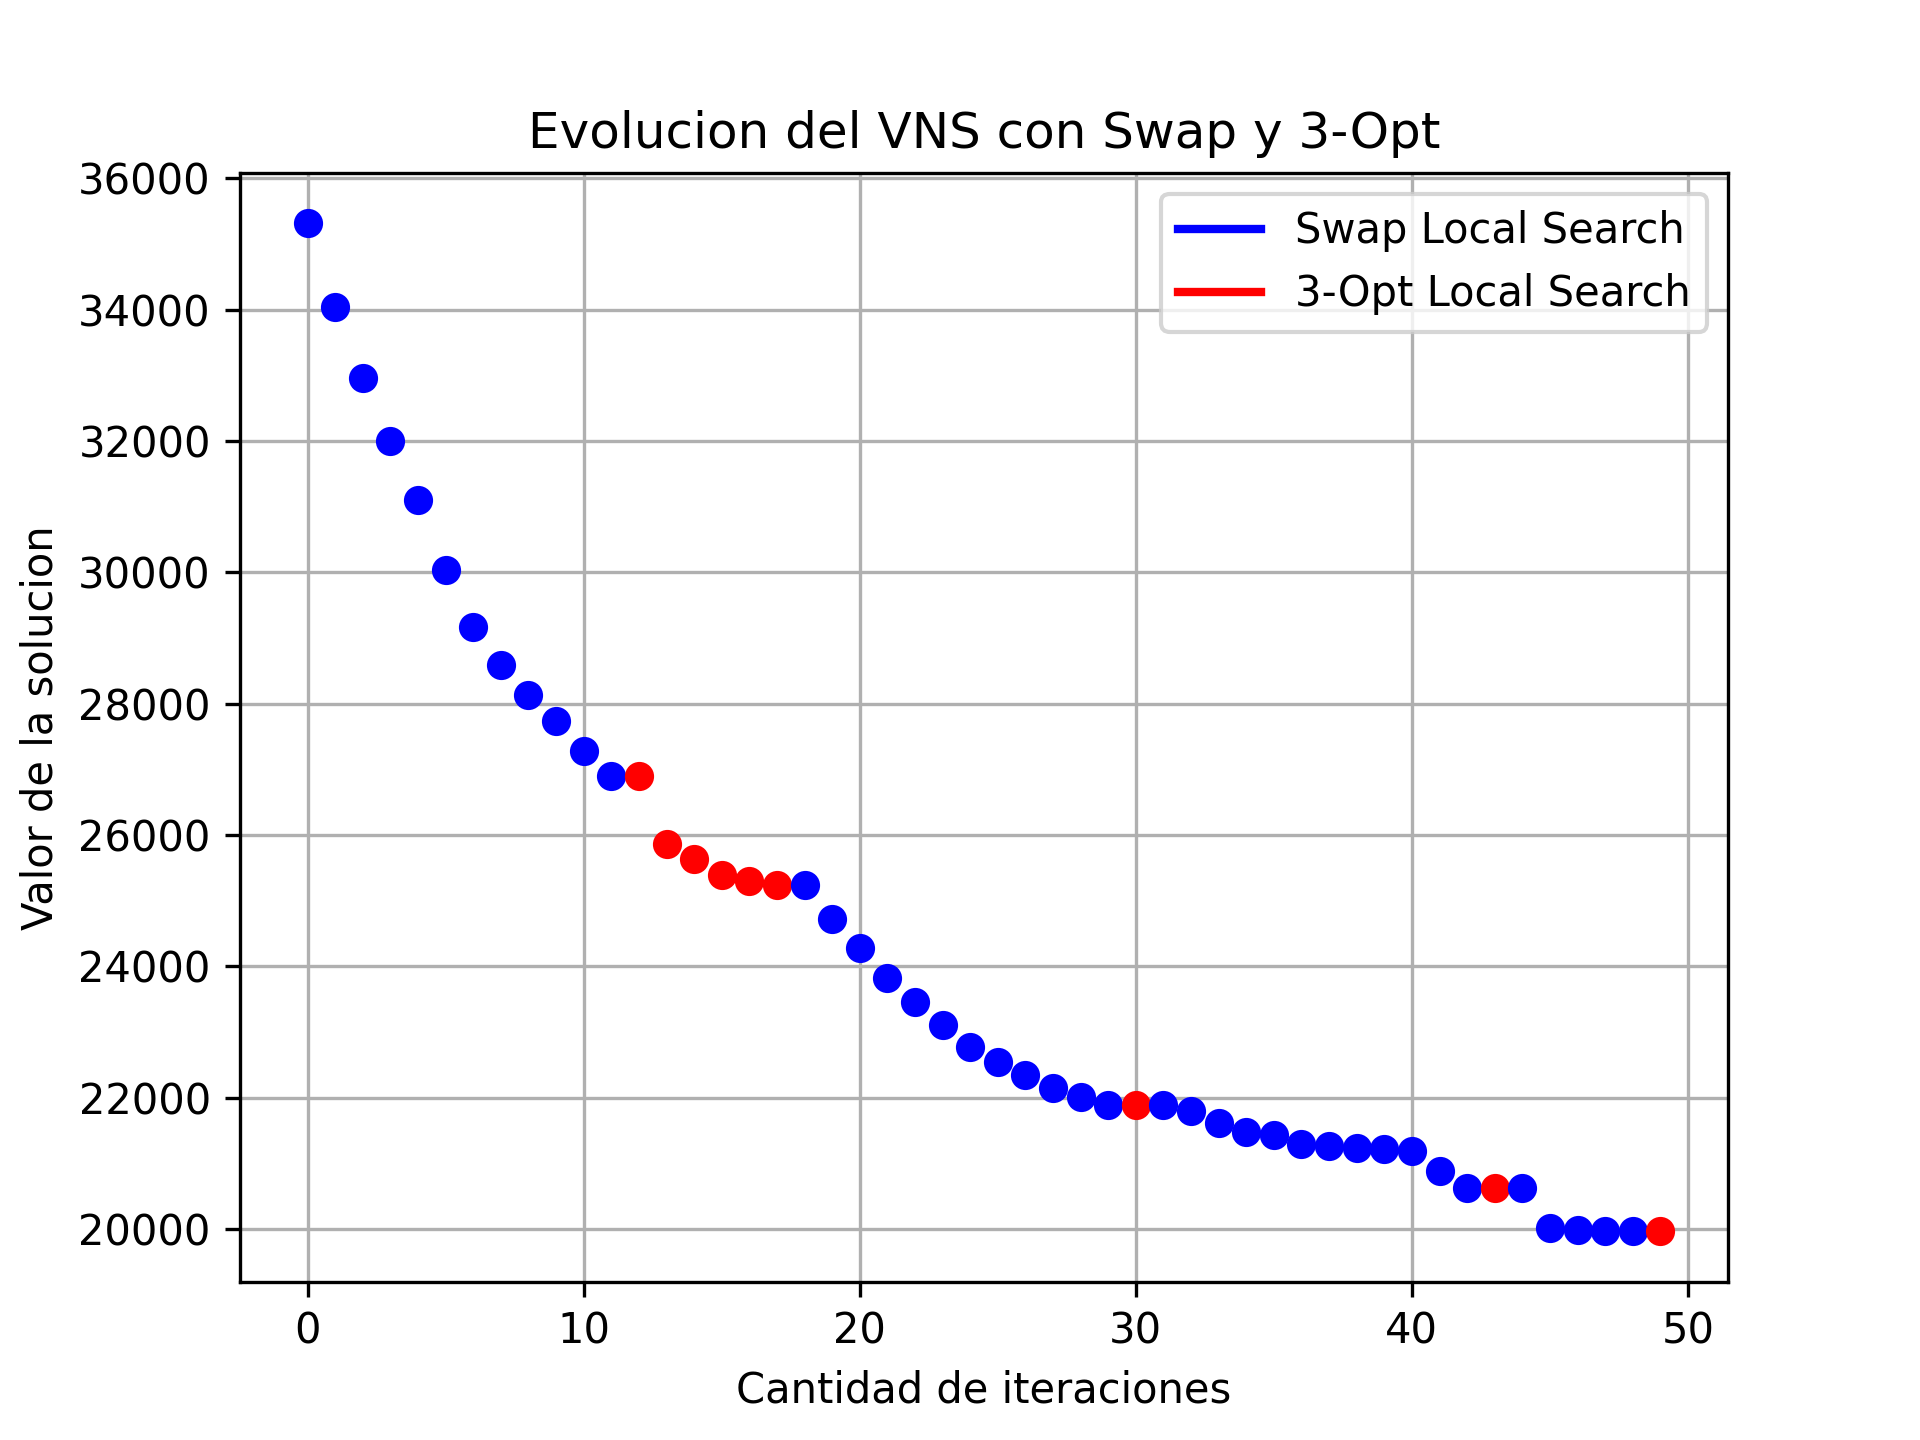 Evolucion del VNS con Swap y 3-Opt
36000
34000
32000
30000
28000
26000
24000
22000
20000
Valor de la solucion
Swap Local Search
3-Opt Local Search
0 10 20 30 40 50
Cantidad de iteraciones